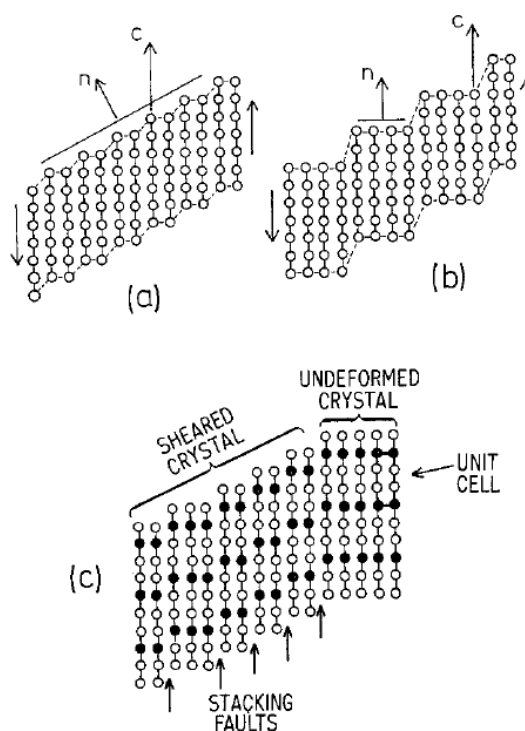 c
n
(a)
c
n
(b)
UNDEFORMED
CRYSTAL
SHEARED
CRYSTAL
UNIT
CELL
(c)
STACKING
FAULTS